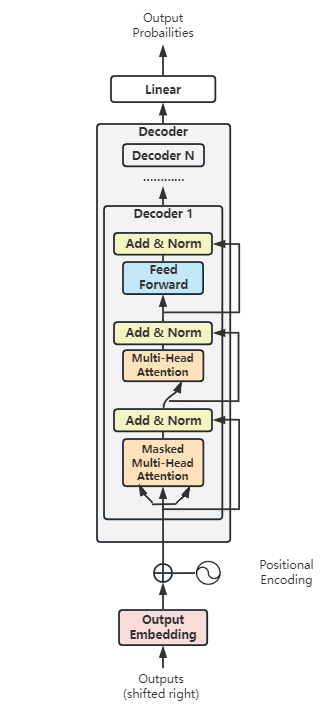 Output
Probailities
Linear
Decoder
Decoder N
............
Decoder 1
Add & Norm
Feed
Forward
Add & Norm
Multi-Head
Attention
Add & Norm
Masked
Multi-Head
Attention
Positional
Encoding
Output
Embedding
Outputs
(shifted right)